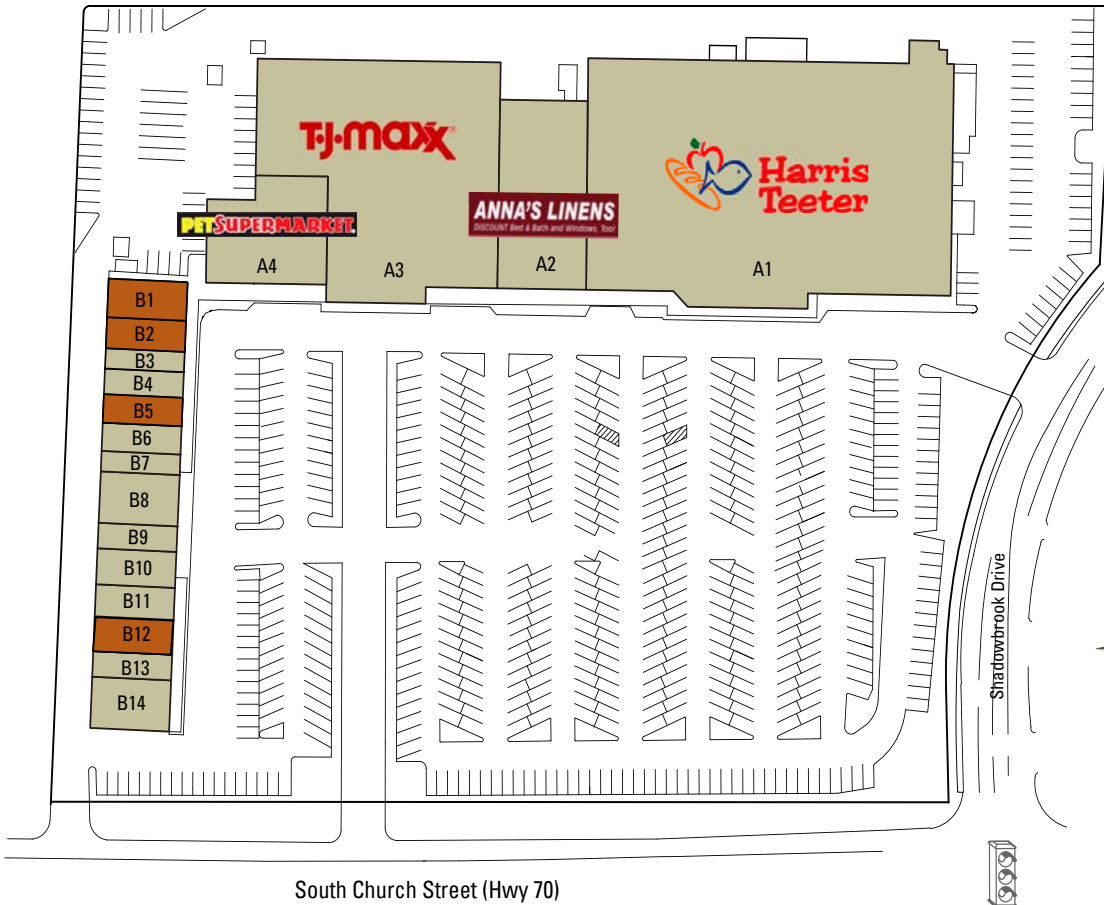 T·J·maxx
Harris
Teeter
PETSUPERMARKET.
ANNA'S LINENS
DISCOUNT Bed & Bath and Windows, Too!
A4
A3
A2
A1
B1
B2
B3
B4
B5
B6
B7
B8
B9
B10
B11
B12
B13
B14
Shadowbrook Drive
South Church Street (Hwy 70)